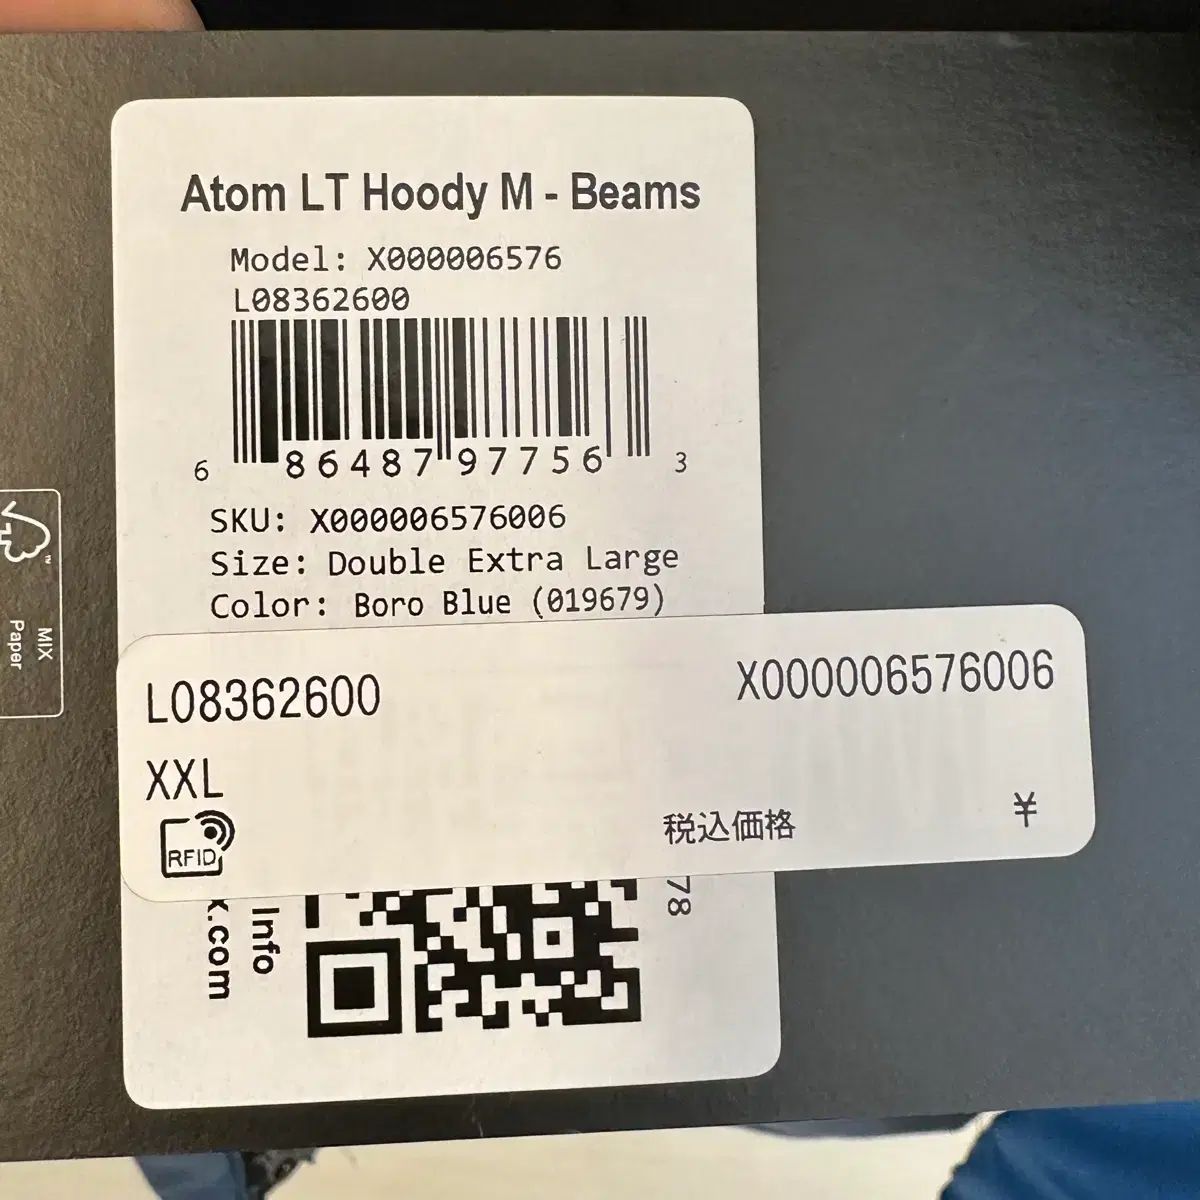 Atom LT Hoody M - Beams
Model: X000006576
L08362600
6 86487 97756 3
SKU: X000006576006
Size: Double Extra Large
Color: Boro Blue (019679)
L08362600 X000006576006
XXL
税込価格 ¥
RFID
MIX
Paper
Info
x.com
78